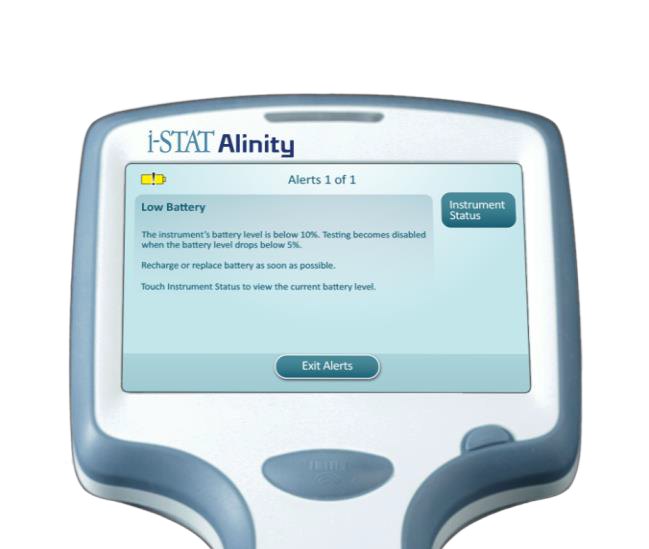 i-STAT Alinity
Alerts 1 of 1
Low Battery
Instrument
Status
The instrument's battery level is below 10%. Testing becomes disabled
when the battery level drops below 5%.
Recharge or replace battery as soon as possible.
Touch Instrument Status to view the current battery level.
Exit Alerts